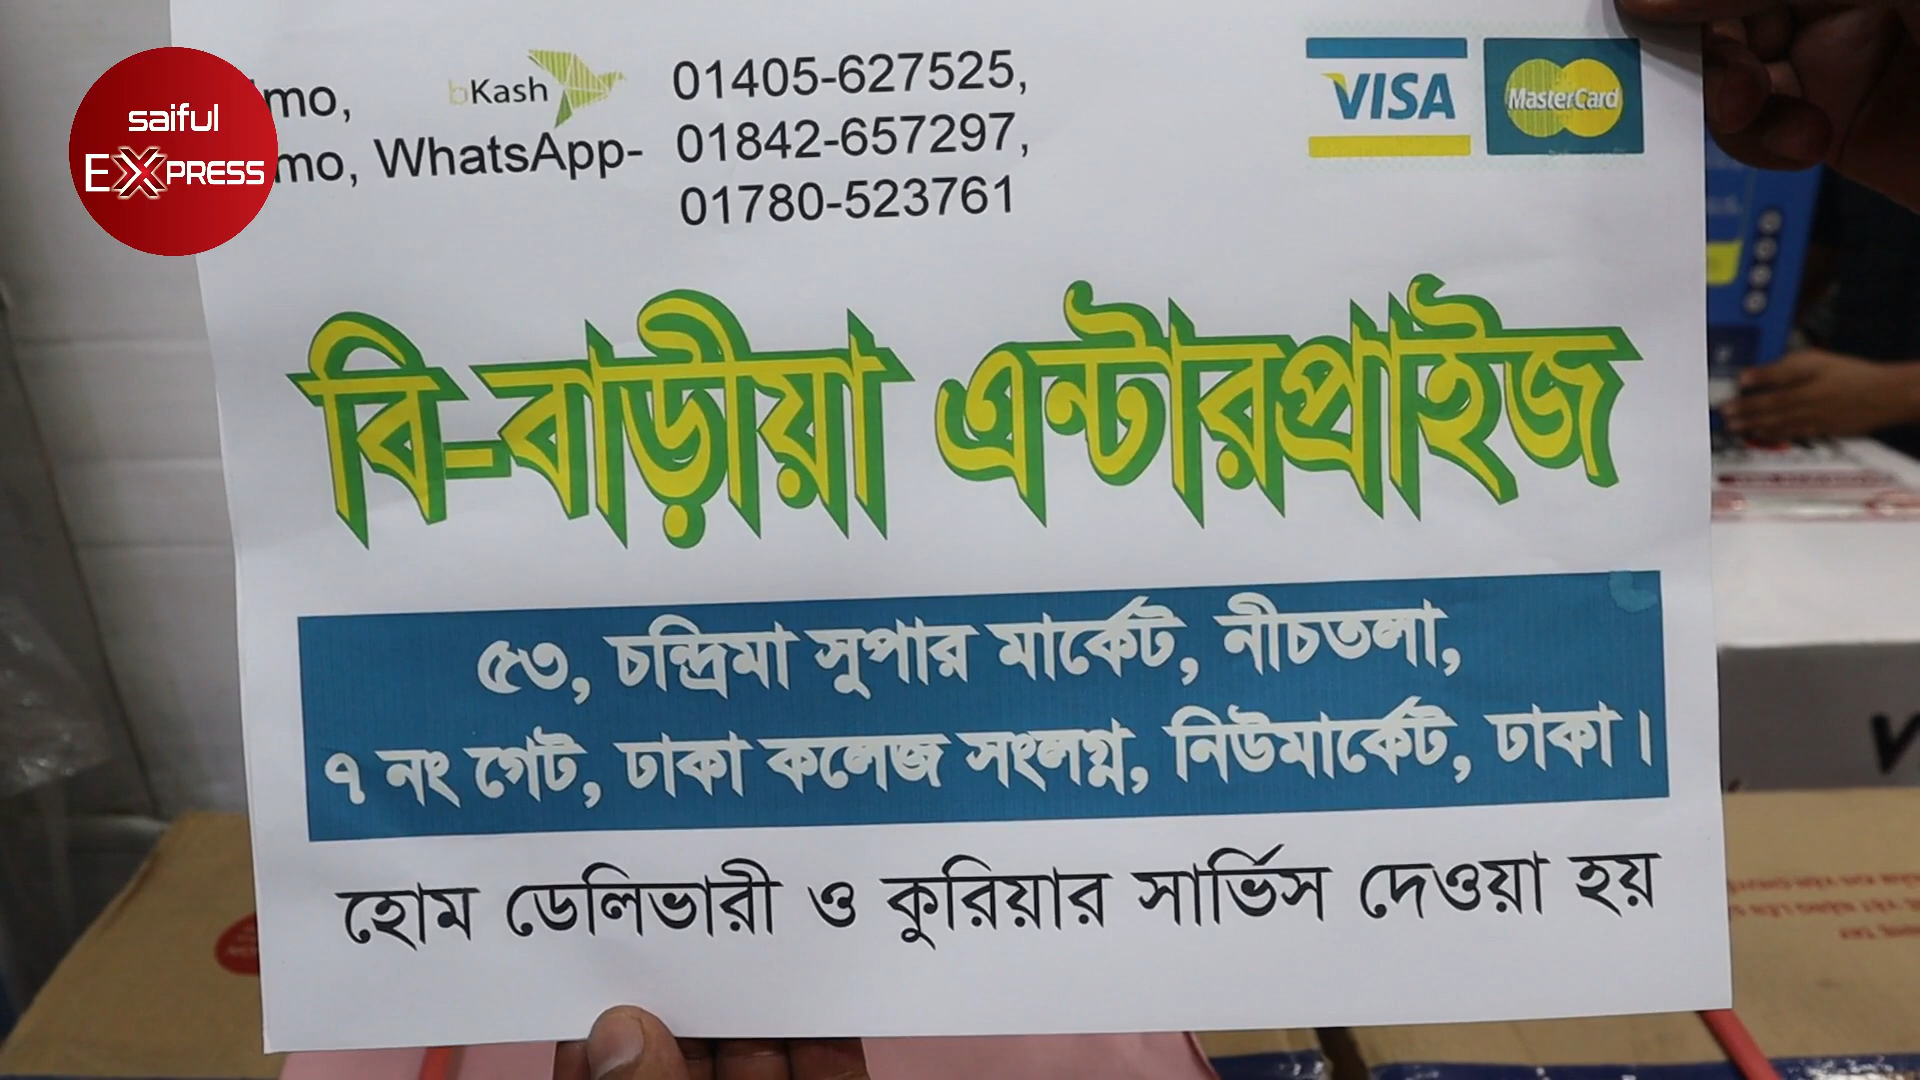 saiful
EXPRESS
mo,
bKash
01405-627525,
mo, WhatsApp-
01842-657297,
01780-523761
VISA
MasterCard
বি-বাড়ীয়া এন্টারপ্রাইজ
৫৩, চন্দ্রিমা সুপার মার্কেট, নীচতলা,
৭ নং গেট, ঢাকা কলেজ সংলগ্ন, নিউমার্কেট, ঢাকা।
হোম ডেলিভারী ও কুরিয়ার সার্ভিস দেওয়া হয়